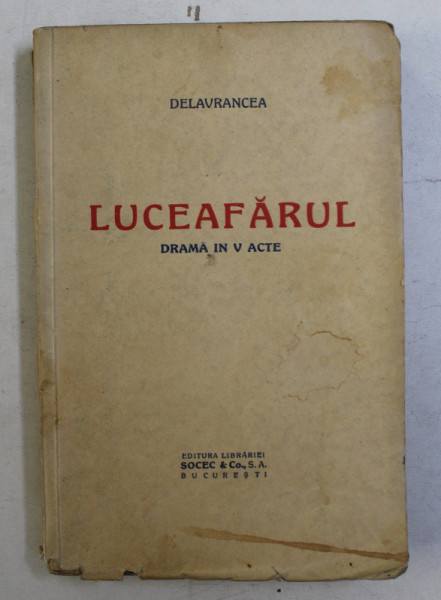 DELAVRANCEA
LUCEAFĂRUL
DRAMĂ IN V ACTE
EDITURA LIBRĂRIEI
SOCEC & Co., S. A.
BUCUREȘTI